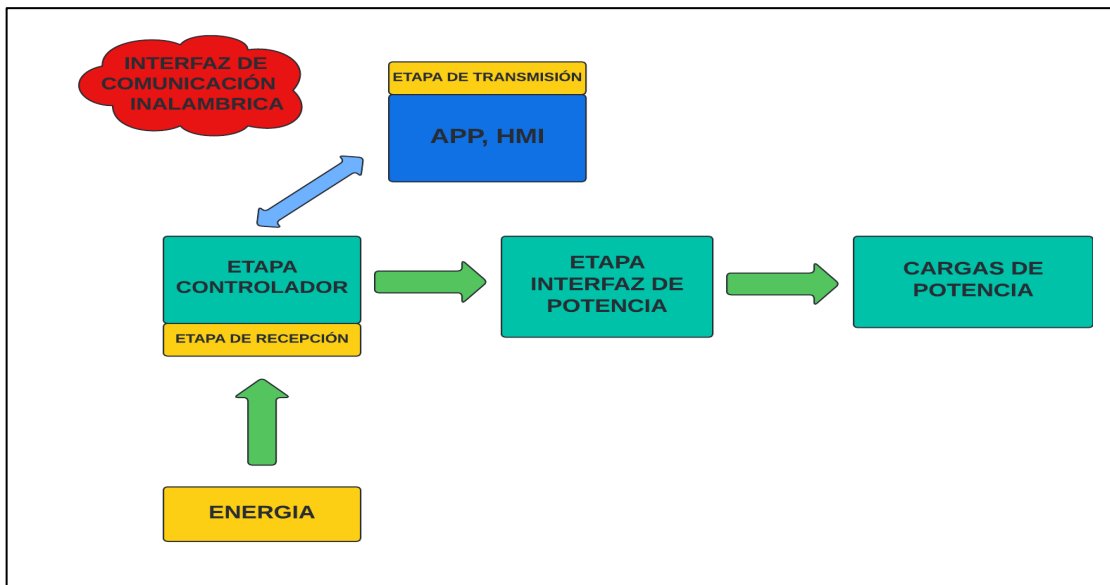 INTERFAZ DE
COMUNICACIÓN
INALAMBRICA
ETAPA DE TRANSMISIÓN
APP, HMI
ETAPA
CONTROLADOR
ETAPA DE RECEPCIÓN
ETAPA
INTERFAZ DE
POTENCIA
CARGAS DE
POTENCIA
ENERGIA